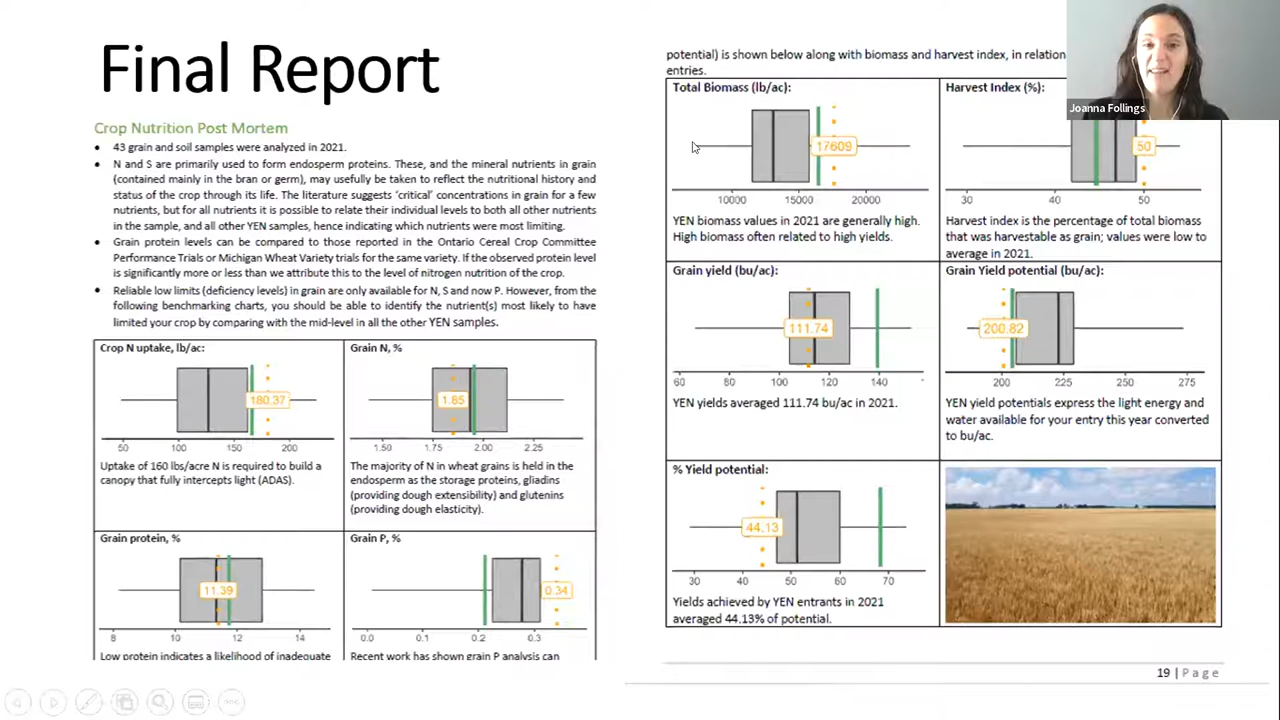 Final Report
Crop Nutrition Post Mortem
• 43 grain and soil samples were analyzed in 2021.
• N and S are primarily used to form endosperm proteins. These, and the mineral nutrients in grain
(contained mainly in the bran or germ), may usefully be taken to reflect the nutritional history and
status of the crop through its life. The literature suggests 'critical' concentrations in grain for a few
nutrients, but for all nutrients it is possible to relate their individual levels to both all other nutrients
in the sample, and all other YEN samples, hence indicating which nutrients were most limiting.
• Grain protein levels can be compared to those reported in the Ontario Cereal Crop Committee
Performance Trials or Michigan Wheat Variety trials for the same variety. If the observed protein level
is significantly more or less than we attribute this to the level of nitrogen nutrition of the crop.
• Reliable low limits (deficiency levels) in grain are only available for N, S and now P. However, from the
following benchmarking charts, you should be able to identify the nutrient(s) most likely to have
limited your crop by comparing with the mid-level in all the other YEN samples.
Crop N uptake, lb/ac:
180.37
50 100 150 200
Uptake of 160 lbs/acre N is required to build a
canopy that fully intercepts light (ADAS).
Grain N, %
1.85
1.50 1.75 2.00 2.25
The majority of N in wheat grains is held in the
endosperm as the storage proteins, gliadins
(providing dough extensibility) and glutenins
(providing dough elasticity).
Grain protein, %
11.39
8 10 12 14
Low protein indicates a likelihood of inadequate
Grain P, %
0.34
0.0 0.1 0.2 0.3
Recent work has shown grain P analysis can
potential) is shown below along with biomass and harvest index, in relation
entries.
Total Biomass (lb/ac):
17609
10000 15000 20000
YEN biomass values in 2021 are generally high.
High biomass often related to high yields.
Harvest Index (%):
50
30 40 50
Harvest index is the percentage of total biomass
that was harvestable as grain; values were low to
average in 2021.
Grain yield (bu/ac):
111.74
60 80 100 120 140
YEN yields averaged 111.74 bu/ac in 2021.
Grain Yield potential (bu/ac):
200.82
200 225 250 275
YEN yield potentials express the light energy and
water available for your entry this year converted
to bu/ac.
% Yield potential:
44.13
30 40 50 60 70
Yields achieved by YEN entrants in 2021
averaged 44.13% of potential.
19 | Page
Joanna Follings